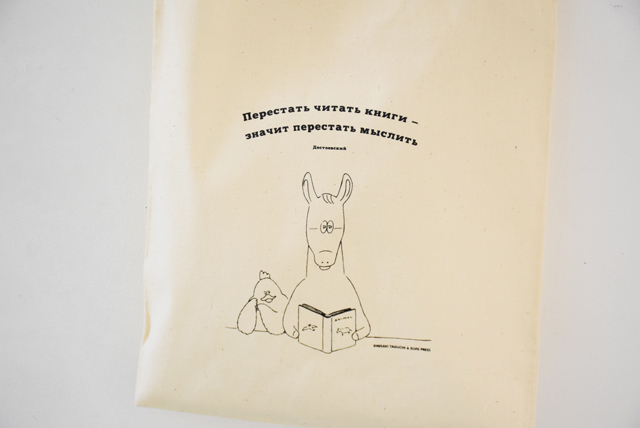 Перестать читать книги –
значит перестать мыслить
Достоевский